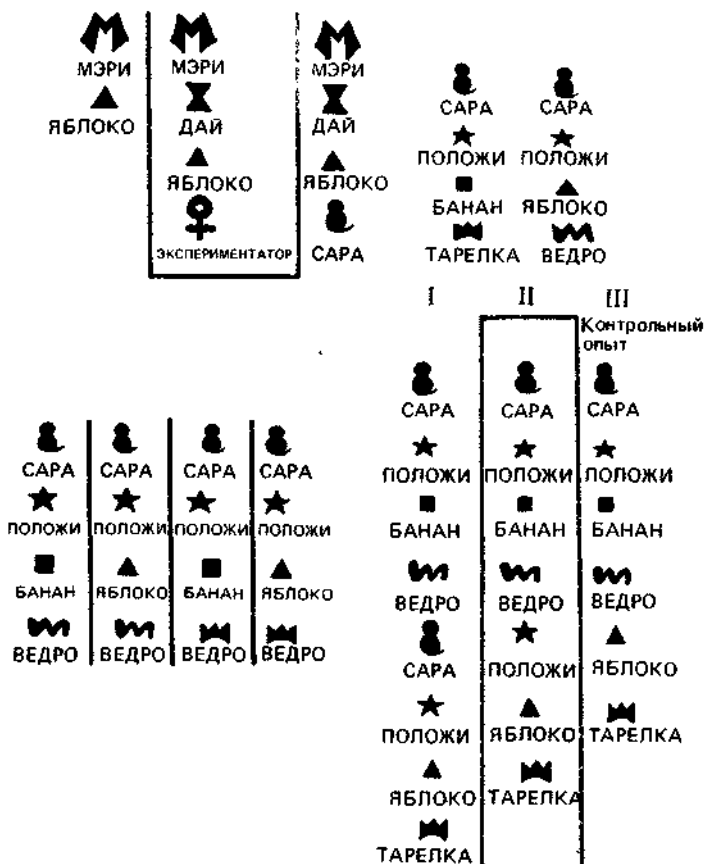 МЭРИ
ЯБЛОКО
МЭРИ
ДАЙ
ЯБЛОКО
ЭКСПЕРИМЕНТАТОР
МЭРИ
ДАЙ
ЯБЛОКО
САРА
САРА
ПОЛОЖИ
БАНАН
ТАРЕЛКА
САРА
ПОЛОЖИ
ЯБЛОКО
ВЕДРО
САРА
ПОЛОЖИ
БАНАН
ВЕДРО
САРА
ПОЛОЖИ
ЯБЛОКО
ВЕДРО
САРА
ПОЛОЖИ
БАНАН
ВЕДРО
САРА
ПОЛОЖИ
ЯБЛОКО
ВЕДРО
I
САРА
ПОЛОЖИ
БАНАН
ВЕДРО
САРА
ПОЛОЖИ
ЯБЛОКО
ТАРЕЛКА
II
САРА
ПОЛОЖИ
БАНАН
ВЕДРО
ПОЛОЖИ
ЯБЛОКО
ТАРЕЛКА
III
Контрольный
опыт
САРА
ПОЛОЖИ
БАНАН
ВЕДРО
ЯБЛОКО
ТАРЕЛКА